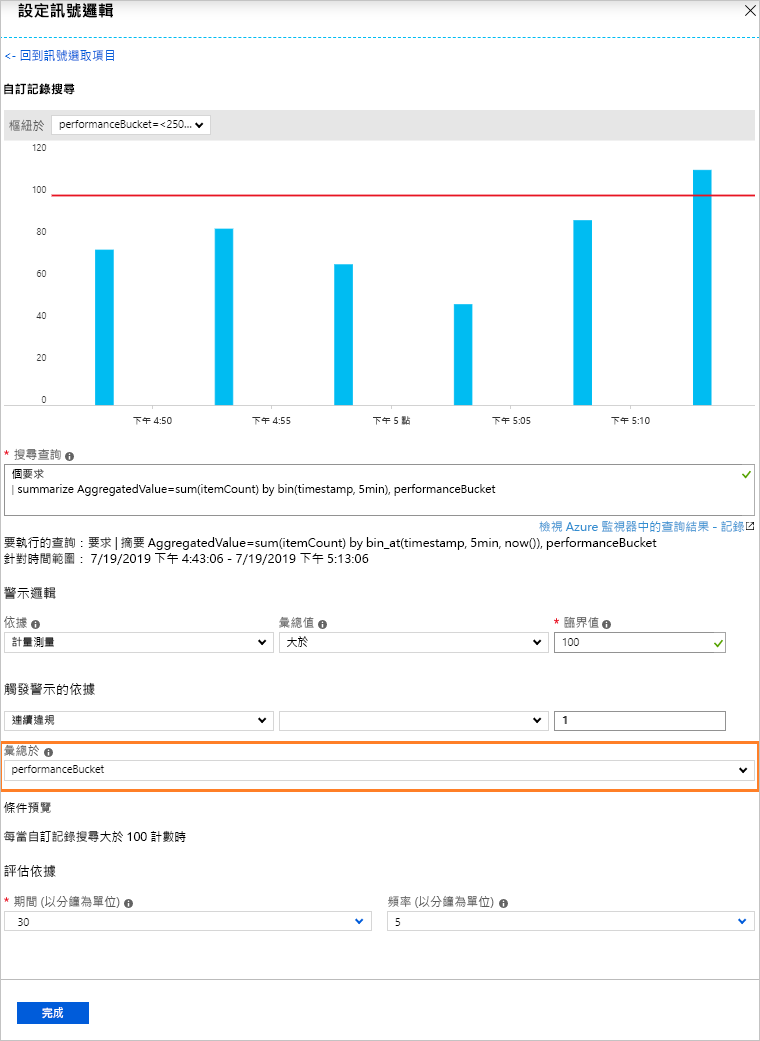 設定訊號邏輯
<- 回到訊號選取項目
自訂記錄搜尋
樞紐於 performanceBucket=<250...
120
100
80
60
40
20
0
下午 4:50 下午 4:55 下午 5 點 下午 5:05 下午 5:10
* 搜尋查詢
個要求
| summarize AggregatedValue=sum(itemCount) by bin(timestamp, 5min), performanceBucket
檢視 Azure 監視器中的查詢結果 - 記錄
要執行的查詢：要求 | 摘要 AggregatedValue=sum(itemCount) by bin_at(timestamp, 5min, now()), performanceBucket
針對時間範圍： 7/19/2019 下午 4:43:06 - 7/19/2019 下午 5:13:06
警示邏輯
依據 彙總值 * 臨界值
計量測量 大於 100
觸發警示的依據
連續違規 1
彙總於
performanceBucket
條件預覽
每當自訂記錄搜尋大於 100 計數時
評估依據
* 期間 (以分鐘為單位) 頻率 (以分鐘為單位)
30 5
完成